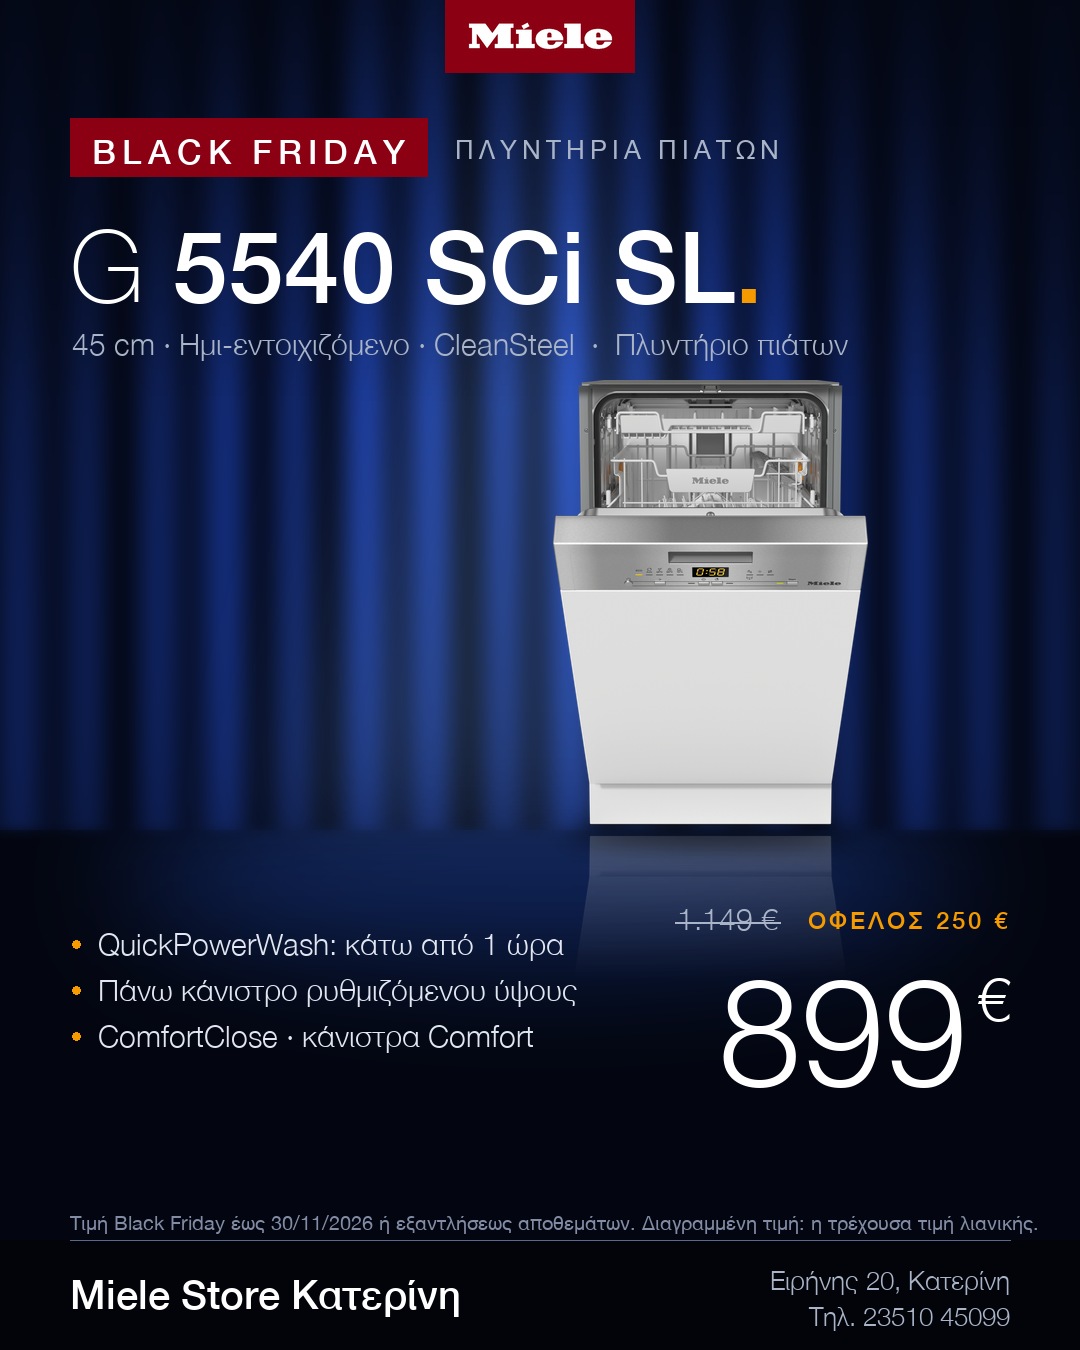 Miele
BLACK FRIDAY
ΠΛΥΝΤΗΡΙΑ ΠΙΑΤΩΝ
G 5540 SCi SL.
45 cm · Ημι-εντοιχιζόμενο · CleanSteel · Πλυντήριο πιάτων
Miele
0:58
Miele
1.149 € ΟΦΕΛΟΣ 250 €
• QuickPowerWash: κάτω από 1 ώρα
• Πάνω κάνιστρο ρυθμιζόμενου ύψους
• ComfortClose · κάνιστρα Comfort
899 €
Τιμή Black Friday έως 30/11/2026 ή εξαντλήσεως αποθεμάτων. Διαγραμμένη τιμή: η τρέχουσα τιμή λιανικής.
Miele Store Κατερίνη
Ειρήνης 20, Κατερίνη
Τηλ. 23510 45099